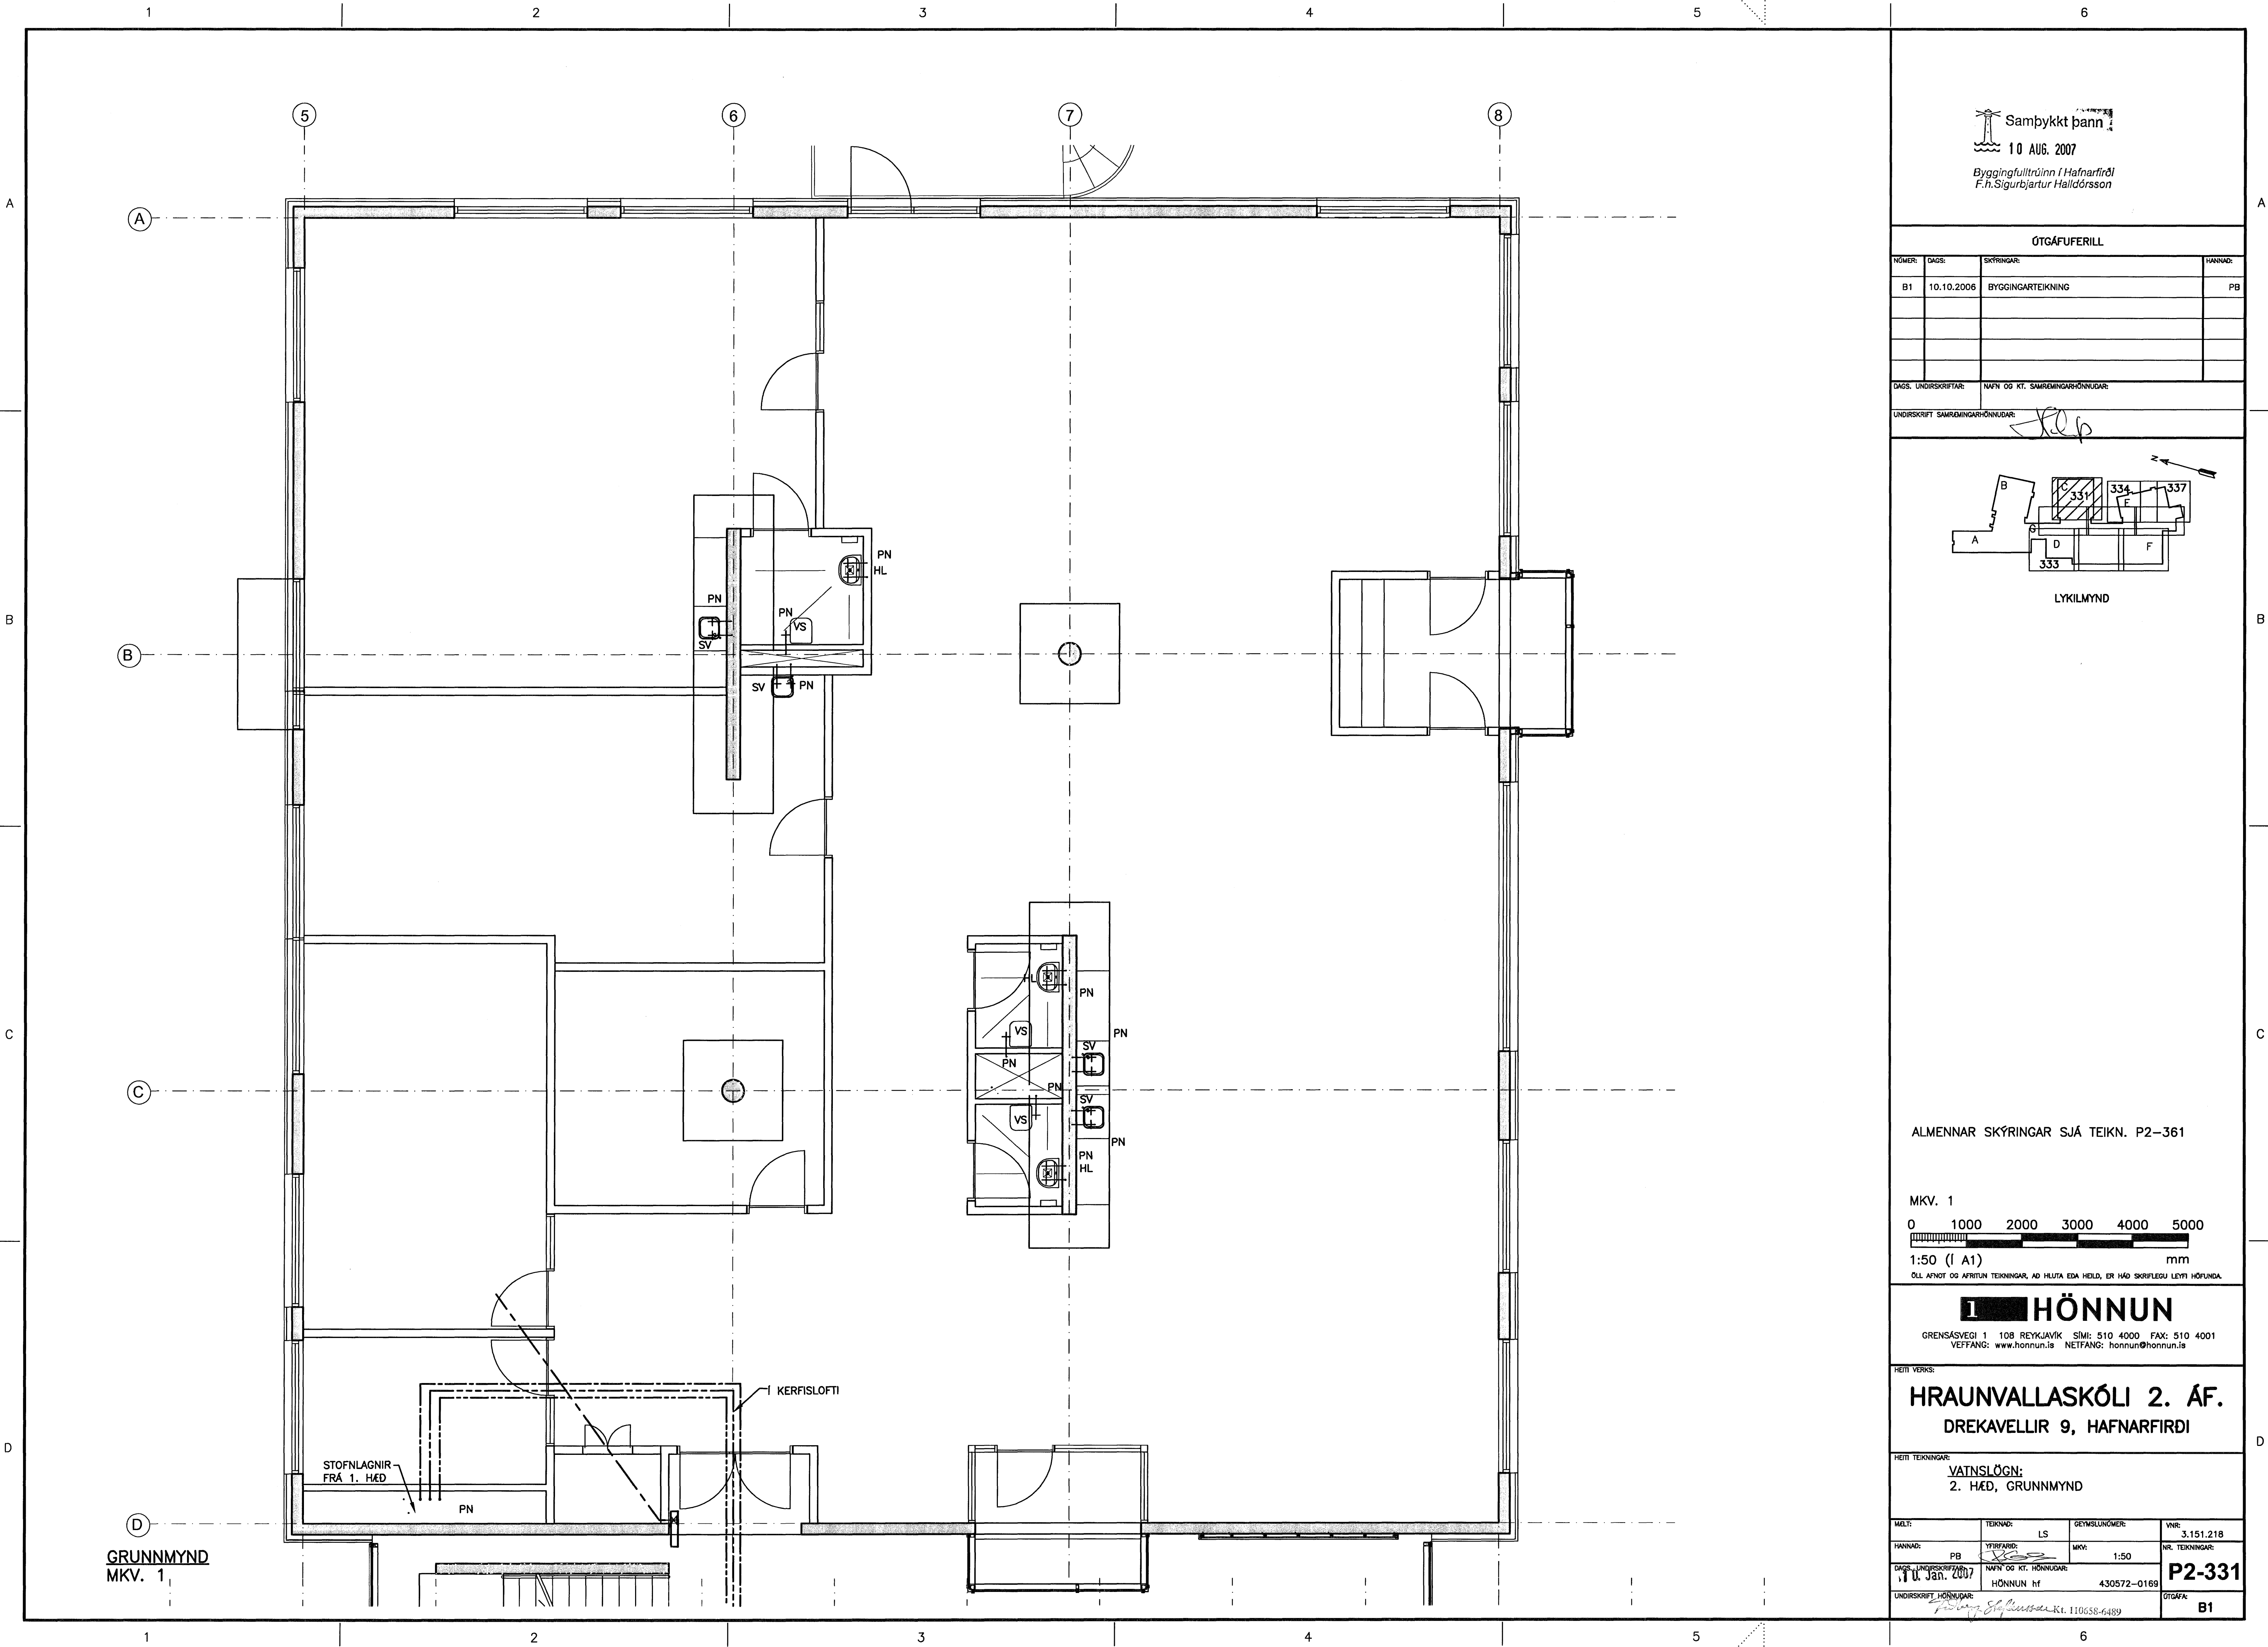 1 2 3 4 5 6
A
B
C
D
5 6 7 8
A
B
C
D
PN
HL
PN
PN
VS
SV
SV PN
HL
PN
VS
PN
PN
SV
PN
SV
VS
PN
PN
HL
Í KERFISLOFTI
STOFNLAGNIR
FRÁ 1. HÆÐ
PN
GRUNNMYND
MKV. 1
Samþykkt þann
10 AUG. 2007
Byggingfulltrúinn í Hafnarfirði
F.h.Sigurbjartur Halldórsson
ÚTGÁFUFERILL
NÚMER: DAGS: SKÝRINGAR: HANNAÐ:
B1 10.10.2006 BYGGINGARTEIKNING PB
DAGS. UNDIRSKRIFTAR: NAFN OG KT. SAMRÆMINGARHÖNNUÐAR:
UNDIRSKRIFT SAMRÆMINGARHÖNNUÐAR:
N
B C 331 334 E 337
G
A D F
333
LYKILMYND
ALMENNAR SKÝRINGAR SJÁ TEIKN. P2-361
MKV. 1
0 1000 2000 3000 4000 5000
1:50 (Í A1) mm
ÖLL AFNOT OG AFRITUN TEIKNINGAR, AÐ HLUTA EÐA HEILD, ER HÁÐ SKRIFLEGU LEYFI HÖFUNDA.
1 HÖNNUN
GRENSÁSVEGI 1 108 REYKJAVÍK SÍMI: 510 4000 FAX: 510 4001
VEFFANG: www.honnun.is NETFANG: honnun@honnun.is
HEITI VERKS:
HRAUNVALLASKÓLI 2. ÁF.
DREKAVELLIR 9, HAFNARFIRÐI
HEITI TEIKNINGAR:
VATNSLÖGN:
2. HÆÐ, GRUNNMYND
MÆLT: TEIKNAÐ: LS GEYMSLUNÚMER: VNR: 3.151.218
HANNAÐ: PB YFIRFARIÐ: MKV: 1:50 NR. TEIKNINGAR:
P2-331
DAGS. UNDIRSKRIFTAR: 10. Jan. 2007 NAFN OG KT. HÖNNUÐAR:
HÖNNUN hf 430572-0169
UNDIRSKRIFT HÖNNUÐAR: Kt. 110658-6489 ÚTGÁFA:
B1
A
B
C
D
1 2 3 4 5 6